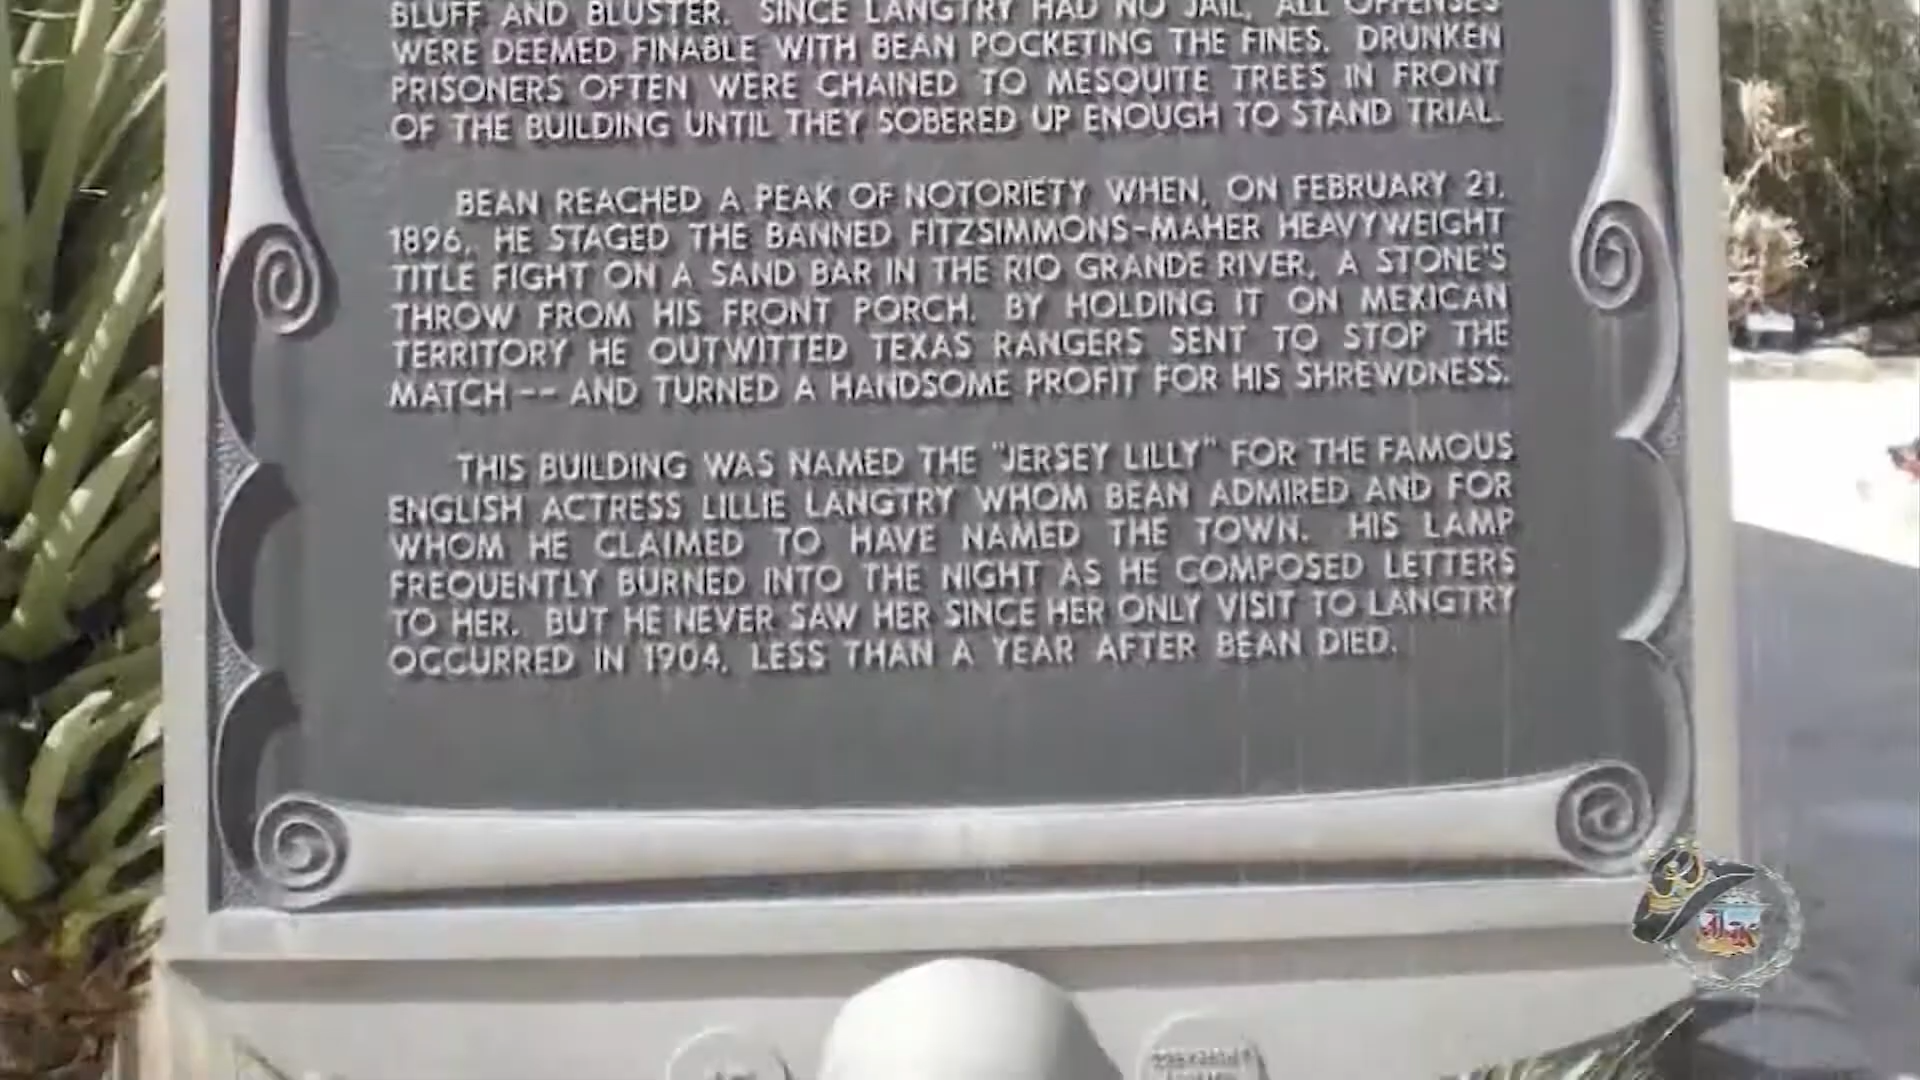 BLUFF AND BLUSTER. SINCE LANGTRY HAD NO JAIL, ALL OFFENSES
WERE DEEMED FINABLE WITH BEAN POCKETING THE FINES. DRUNKEN
PRISONERS OFTEN WERE CHAINED TO MESQUITE TREES IN FRONT
OF THE BUILDING UNTIL THEY SOBERED UP ENOUGH TO STAND TRIAL.
BEAN REACHED A PEAK OF NOTORIETY WHEN, ON FEBRUARY 21,
1896, HE STAGED THE BANNED FITZSIMMONS-MAHER HEAVYWEIGHT
TITLE FIGHT ON A SAND BAR IN THE RIO GRANDE RIVER, A STONE'S
THROW FROM HIS FRONT PORCH. BY HOLDING IT ON MEXICAN
TERRITORY HE OUTWITTED TEXAS RANGERS SENT TO STOP THE
MATCH -- AND TURNED A HANDSOME PROFIT FOR HIS SHREWDNESS.
THIS BUILDING WAS NAMED THE "JERSEY LILLY" FOR THE FAMOUS
ENGLISH ACTRESS LILLIE LANGTRY WHOM BEAN ADMIRED AND FOR
WHOM HE CLAIMED TO HAVE NAMED THE TOWN. HIS LAMP
FREQUENTLY BURNED INTO THE NIGHT AS HE COMPOSED LETTERS
TO HER. BUT HE NEVER SAW HER SINCE HER ONLY VISIT TO LANGTRY
OCCURRED IN 1904, LESS THAN A YEAR AFTER BEAN DIED.